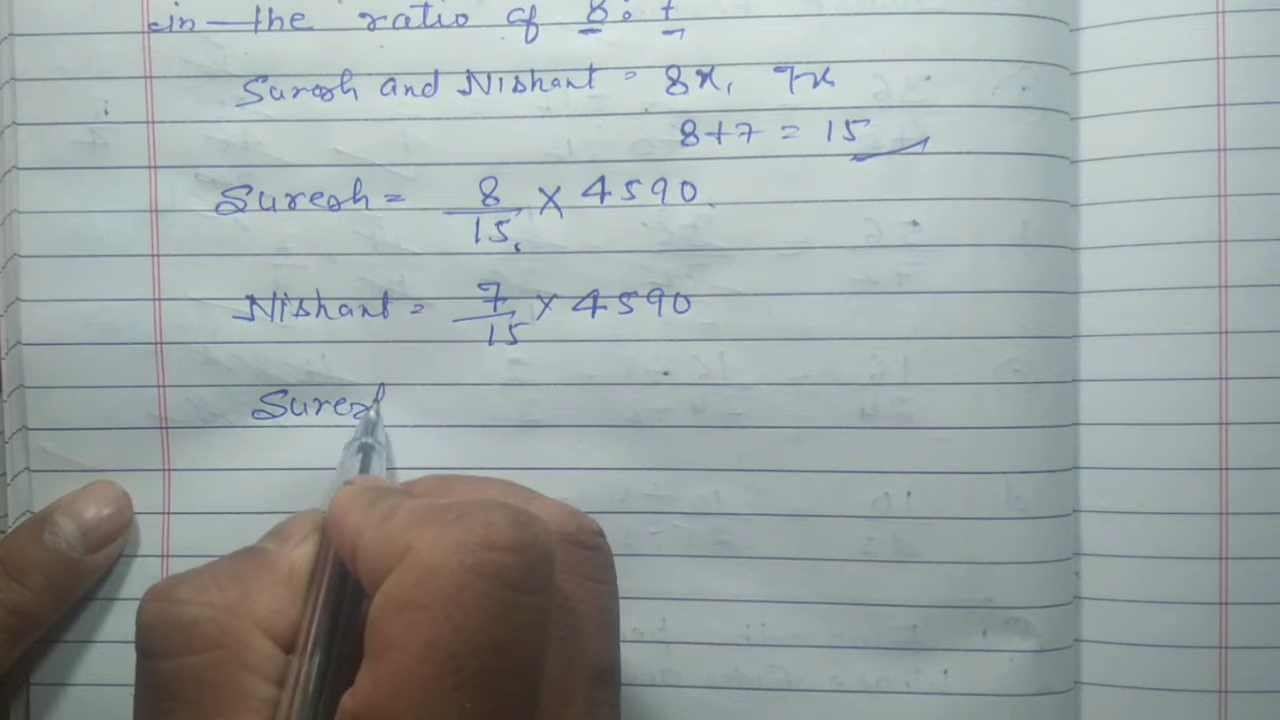 in the ratio of 8:7
Suresh and Nishant = 8x, 7x
8+7 = 15
Suresh = 8/15 × 4590
Nishant = 7/15 × 4590
Suresh